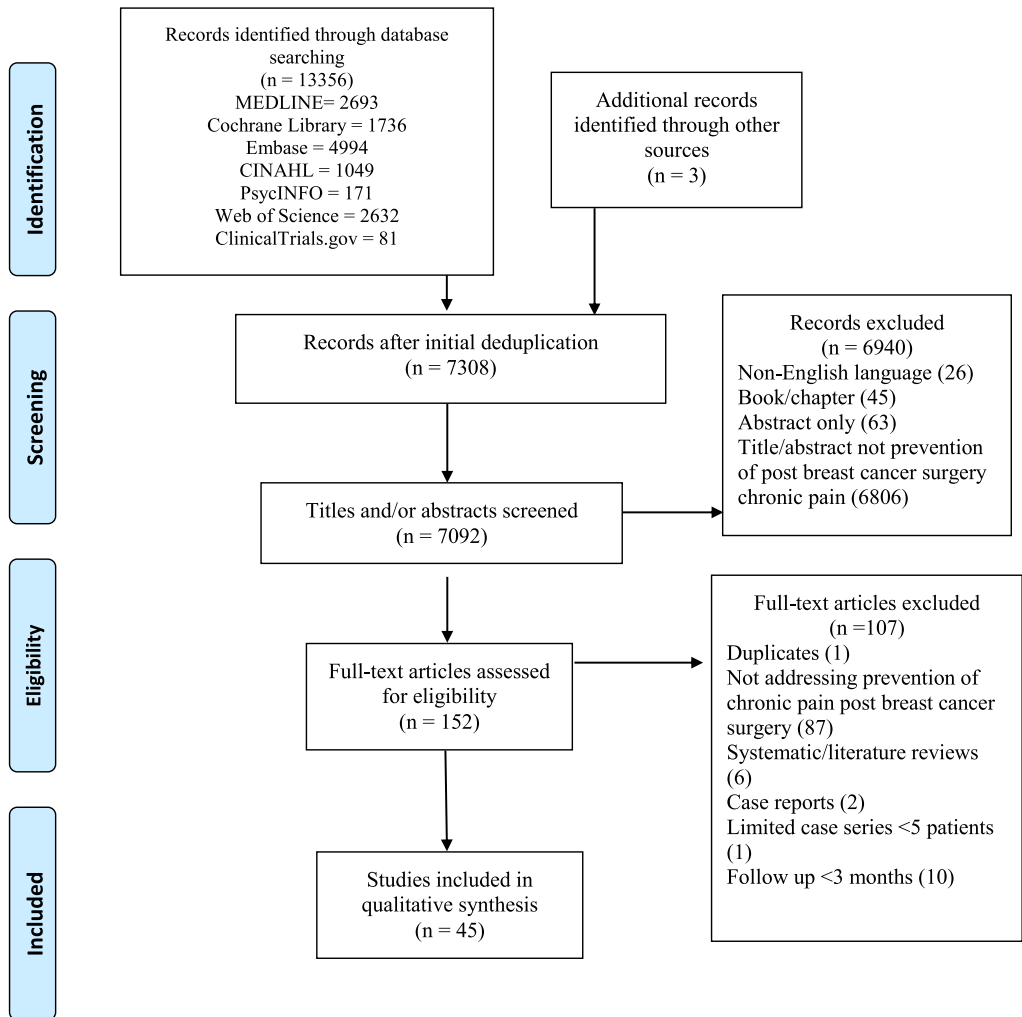 Records identified through database
searching
(n = 13356)
MEDLINE= 2693
Cochrane Library = 1736
Embase = 4994
CINAHL = 1049
PsycINFO = 171
Web of Science = 2632
ClinicalTrials.gov = 81
Additional records
identified through other
sources
(n = 3)
Identification
Records after initial deduplication
(n = 7308)
Records excluded
(n = 6940)
Non-English language (26)
Book/chapter (45)
Abstract only (63)
Title/abstract not prevention
of post breast cancer surgery
chronic pain (6806)
Screening
Titles and/or abstracts screened
(n = 7092)
Full-text articles assessed
for eligibility
(n = 152)
Full-text articles excluded
(n =107)
Duplicates (1)
Not addressing prevention of
chronic pain post breast cancer
surgery (87)
Systematic/literature reviews
(6)
Case reports (2)
Limited case series <5 patients
(1)
Follow up <3 months (10)
Eligibility
Studies included in
qualitative synthesis
(n = 45)
Included